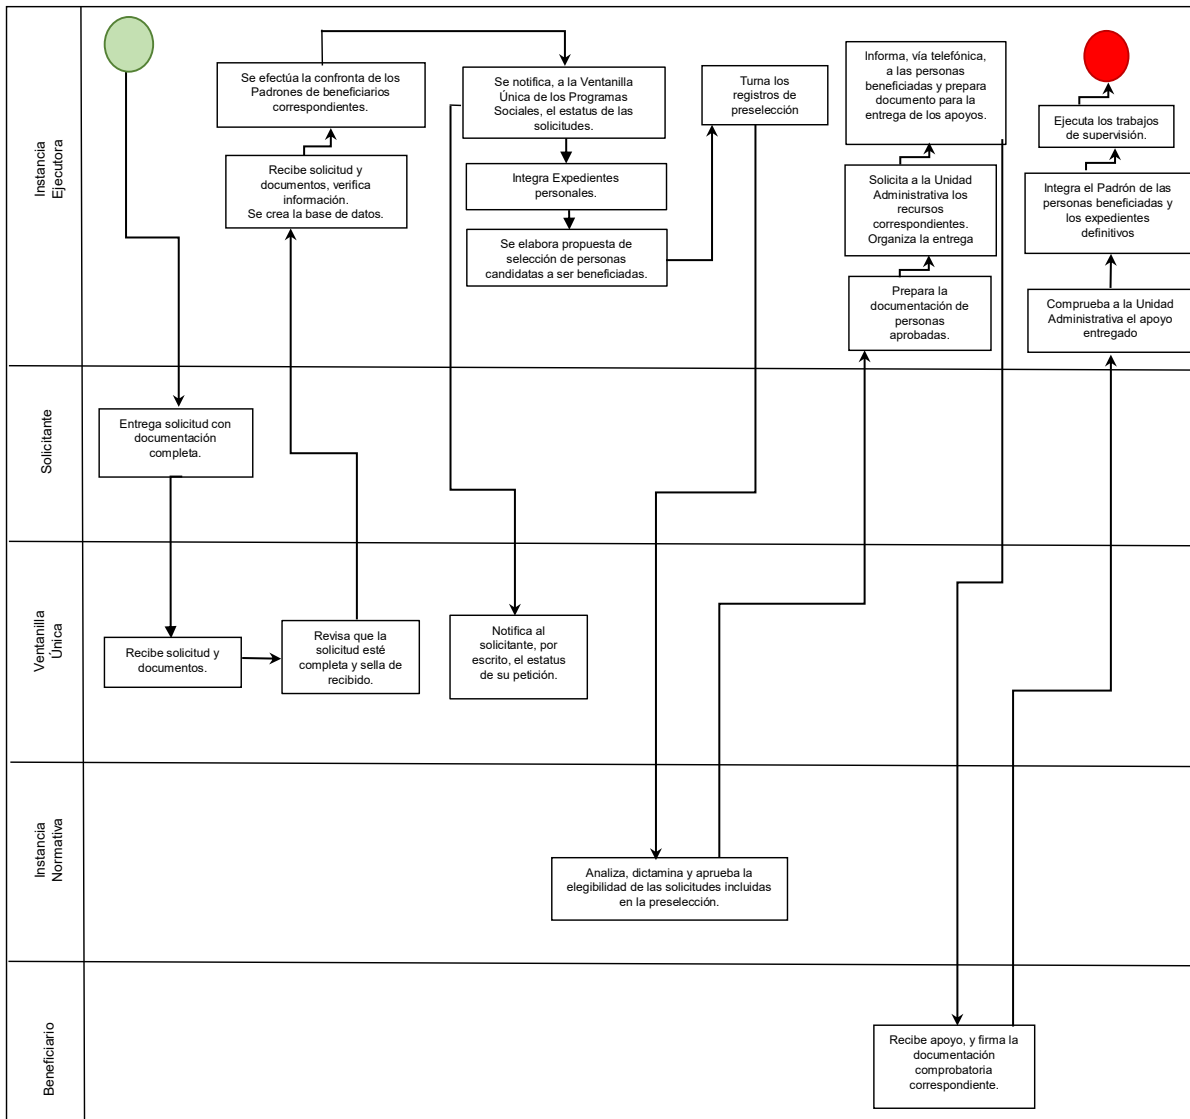 Instancia
Ejecutora
Se efectúa la confronta de los
Padrones de beneficiarios
correspondientes.
Recibe solicitud y
documentos, verifica
información.
Se crea la base de datos.
Se notifica, a la Ventanilla
Única de los Programas
Sociales, el estatus de las
solicitudes.
Integra Expedientes
personales.
Se elabora propuesta de
selección de personas
candidatas a ser beneficiadas.
Turna los
registros de
preselección
Informa, vía telefónica,
a las personas
beneficiadas y prepara
documento para la
entrega de los apoyos.
Solicita a la Unidad
Administrativa los
recursos
correspondientes.
Organiza la entrega
Prepara la
documentación de
personas
aprobadas.
Ejecuta los trabajos
de supervisión.
Integra el Padrón de las
personas beneficiadas y
los expedientes
definitivos
Comprueba a la Unidad
Administrativa el apoyo
entregado
Solicitante
Entrega solicitud con
documentación
completa.
Ventanilla
Única
Recibe solicitud y
documentos.
Revisa que la
solicitud esté
completa y sella de
recibido.
Notifica al
solicitante, por
escrito, el estatus
de su petición.
Instancia
Normativa
Analiza, dictamina y aprueba la
elegibilidad de las solicitudes incluidas
en la preselección.
Beneficiario
Recibe apoyo, y firma la
documentación
comprobatoria
correspondiente.